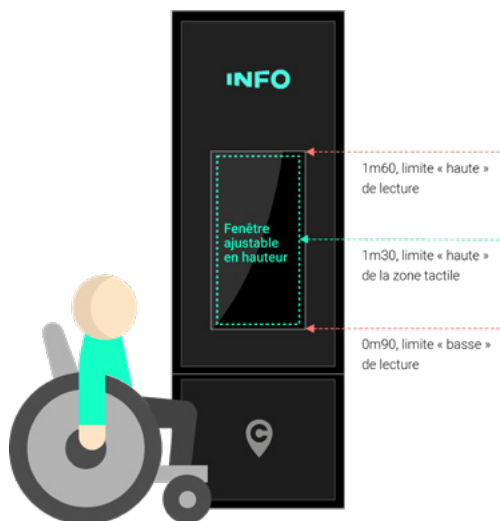 INFO
1m60, limite « haute »
de lecture
Fenêtre
ajustable
en hauteur
1m30, limite « haute »
de la zone tactile
0m90, limite « basse »
de lecture
C